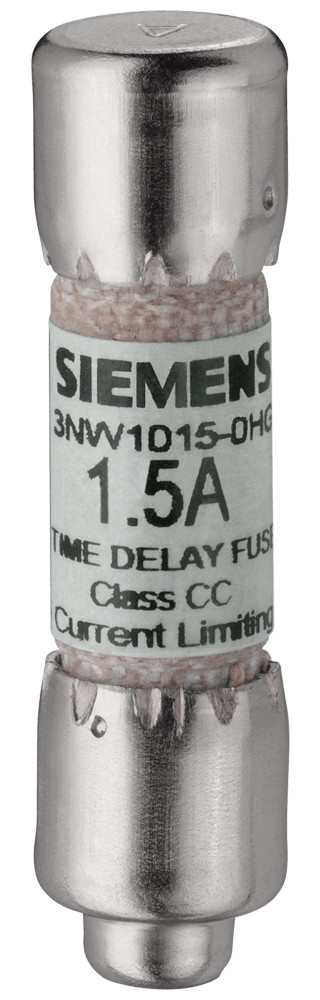 SIEMENS
3NW1015-0HG
1.5A
TIME DELAY FUSE
Class CC
Current Limiting